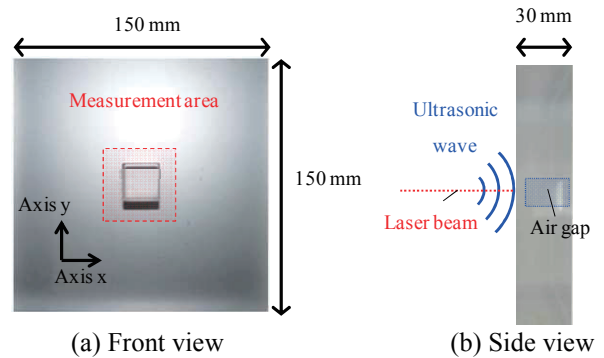 150 mm
Measurement area
150 mm
Axis y
Axis x
(a) Front view
30 mm
Ultrasonic
wave
Laser beam
Air gap
(b) Side view